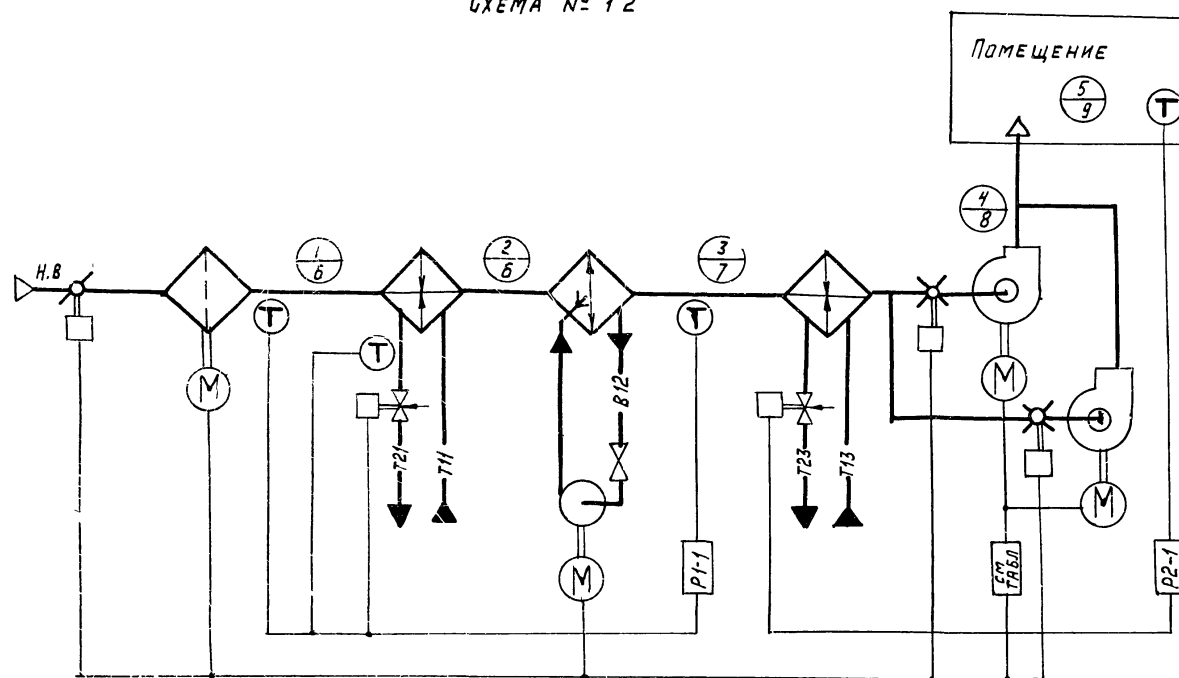 СХЕМА № 12
ПОМЕЩЕНИЕ
5
9
Т
4
8
Н.В
1
6
2
6
3
7
Т
Т
Т
М
М
В12
Т21
Т11
Т23
Т13
М
М
Р1-1
СМ
ТАБЛ
Р2-1